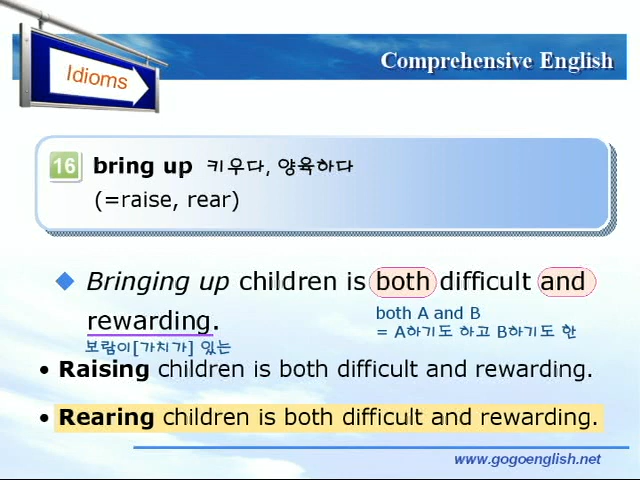 Idioms
Comprehensive English
16 bring up 키우다, 양육하다
(=raise, rear)
◆ Bringing up children is both difficult and
rewarding.
both A and B
= A하기도 하고 B하기도 한
보람이[가치가] 있는
• Raising children is both difficult and rewarding.
• Rearing children is both difficult and rewarding.
www.gogoenglish.net